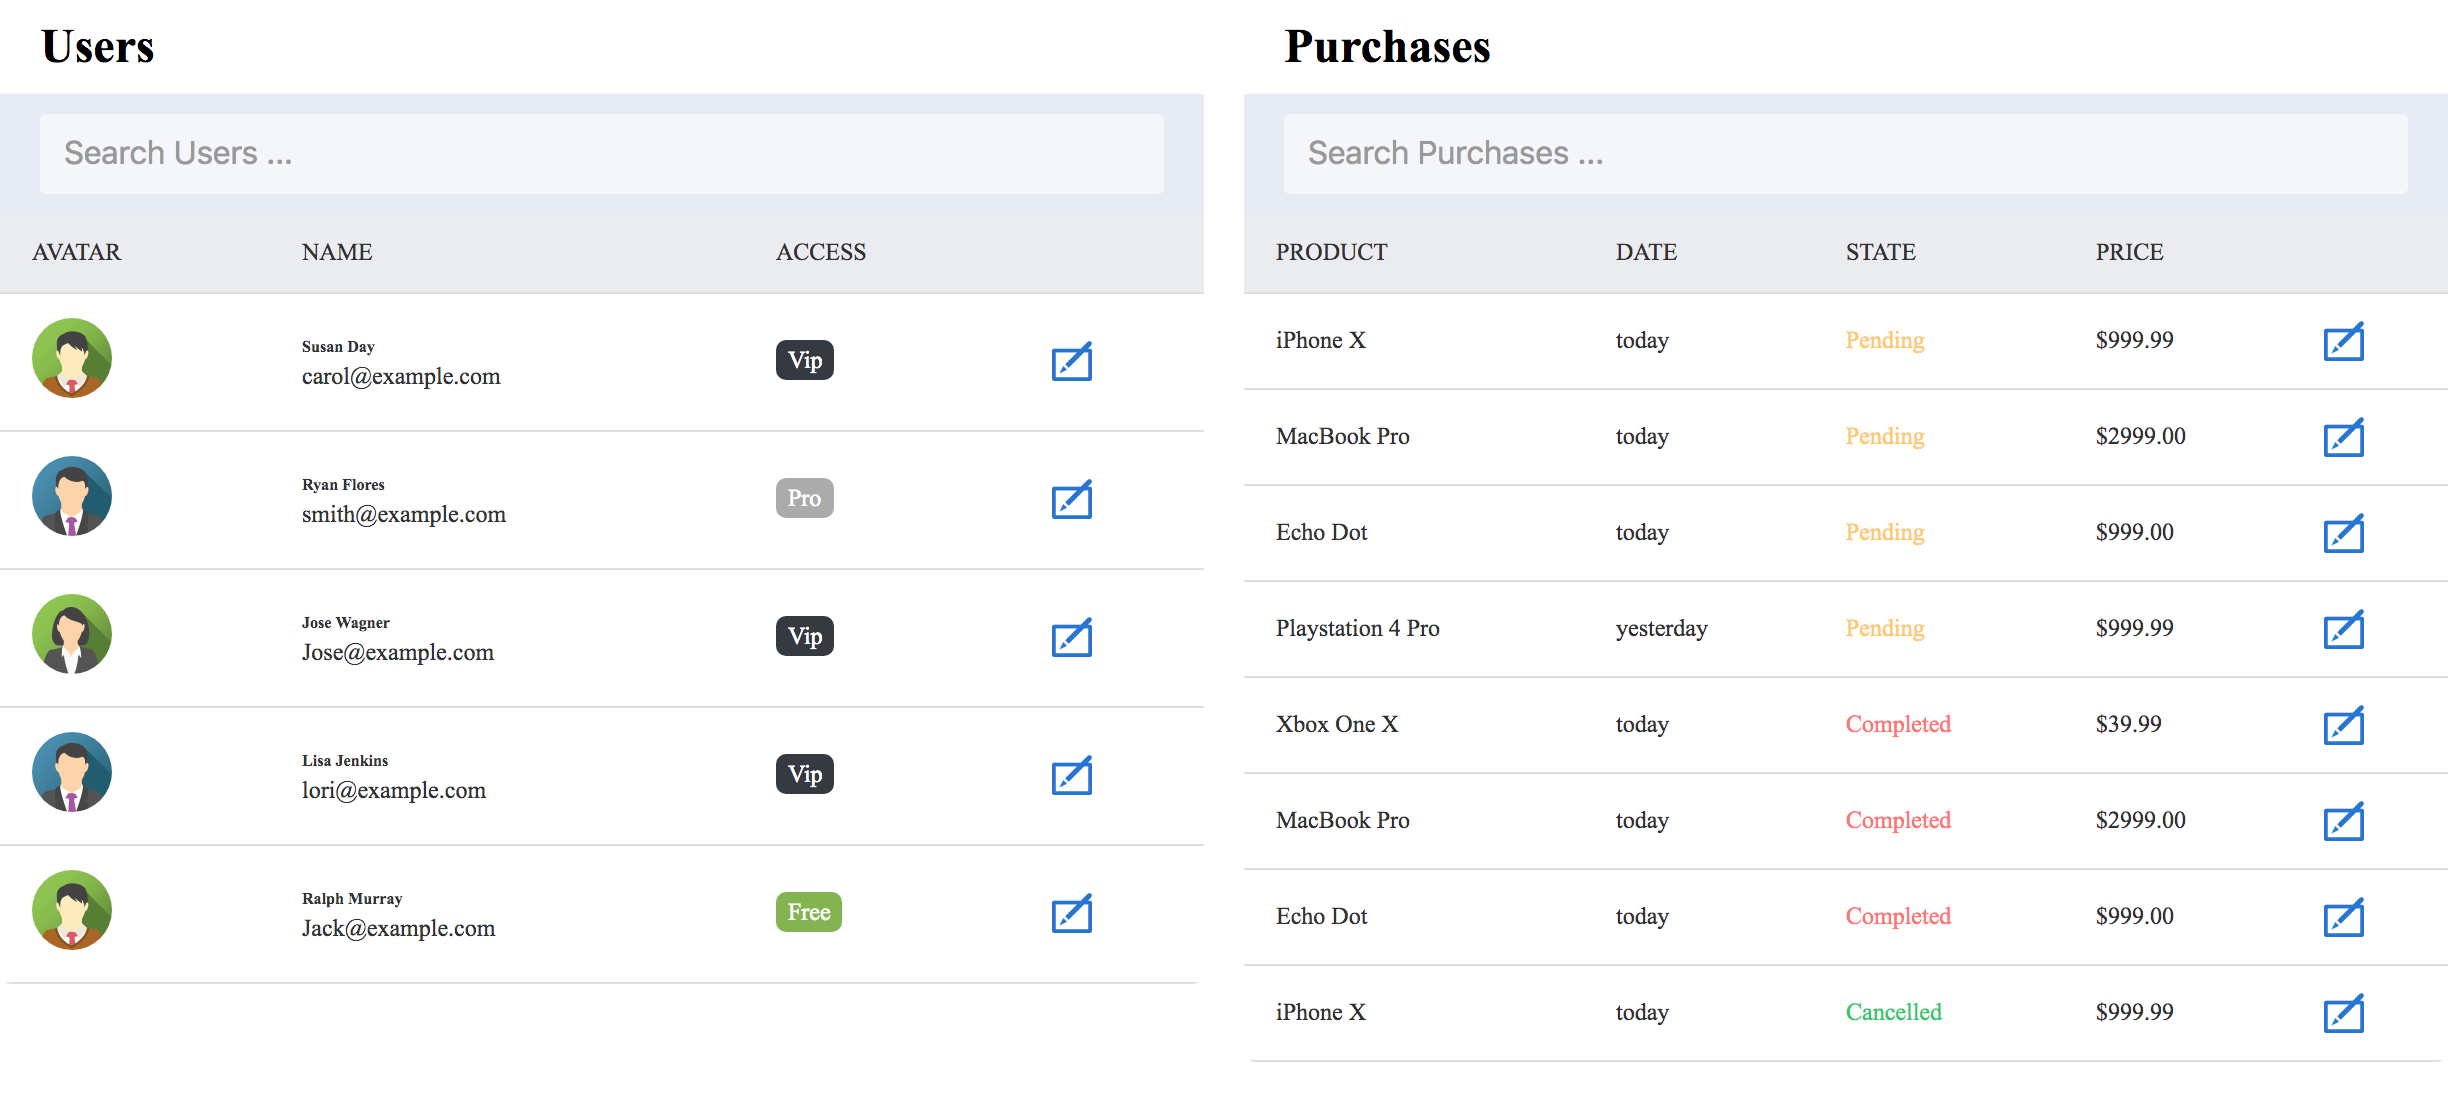 Users
Search Users ...
AVATAR NAME ACCESS
Susan Day
carol@example.com
Vip
Ryan Flores
smith@example.com
Pro
Jose Wagner
Jose@example.com
Vip
Lisa Jenkins
lori@example.com
Vip
Ralph Murray
Jack@example.com
Free
Purchases
Search Purchases ...
PRODUCT DATE STATE PRICE
iPhone X today Pending $999.99
MacBook Pro today Pending $2999.00
Echo Dot today Pending $999.00
Playstation 4 Pro yesterday Pending $999.99
Xbox One X today Completed $39.99
MacBook Pro today Completed $2999.00
Echo Dot today Completed $999.00
iPhone X today Cancelled $999.99